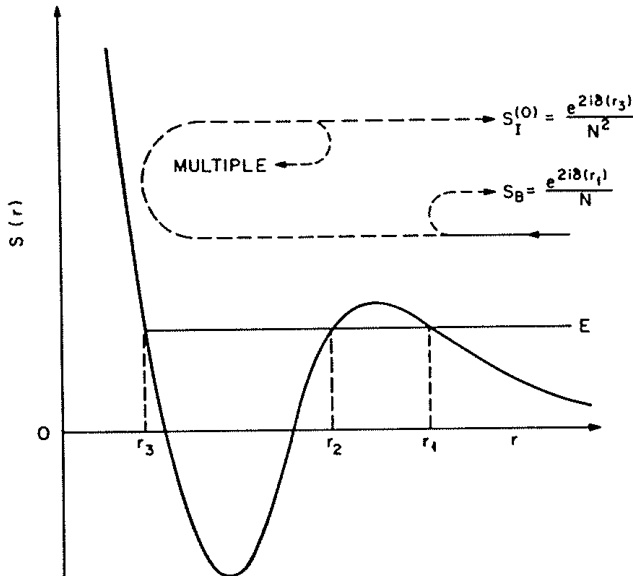 S_I^(0) = e^2iδ(r_3) / N^2
MULTIPLE
S_B = e^2iδ(r_1) / N
S(r)
E
0
r_3
r_2
r_1
r